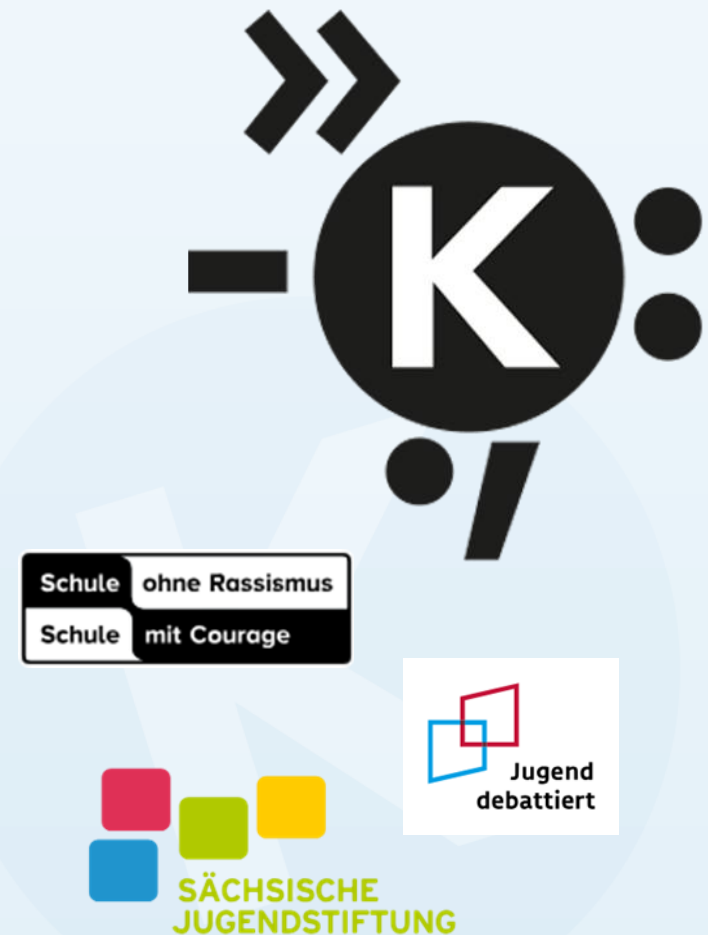 »
- K :
.,
Schule ohne Rassismus
Schule mit Courage
Jugend
debattiert
SÄCHSISCHE
JUGENDSTIFTUNG